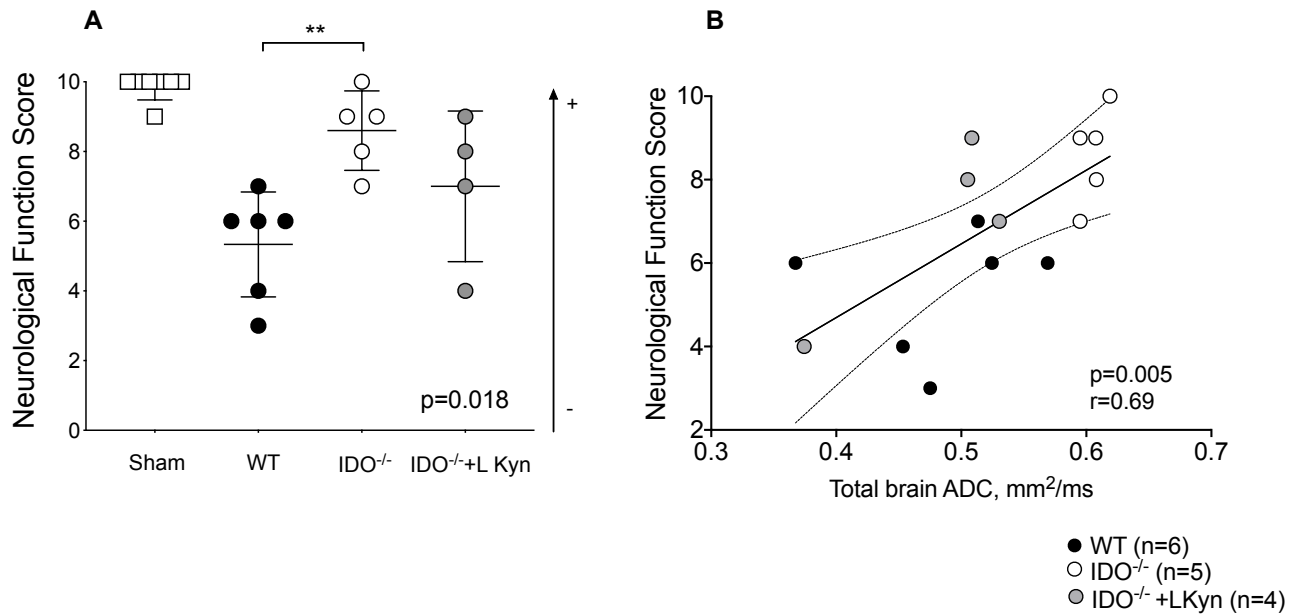 A
**
Neurological Function Score
10
8
6
4
2
0
+
-
p=0.018
Sham
WT
IDO-/-
IDO-/-+L Kyn
B
Neurological Function Score
10
8
6
4
2
p=0.005
r=0.69
0.3
0.4
0.5
0.6
0.7
Total brain ADC, mm²/ms
WT (n=6)
IDO-/- (n=5)
IDO-/- +LKyn (n=4)